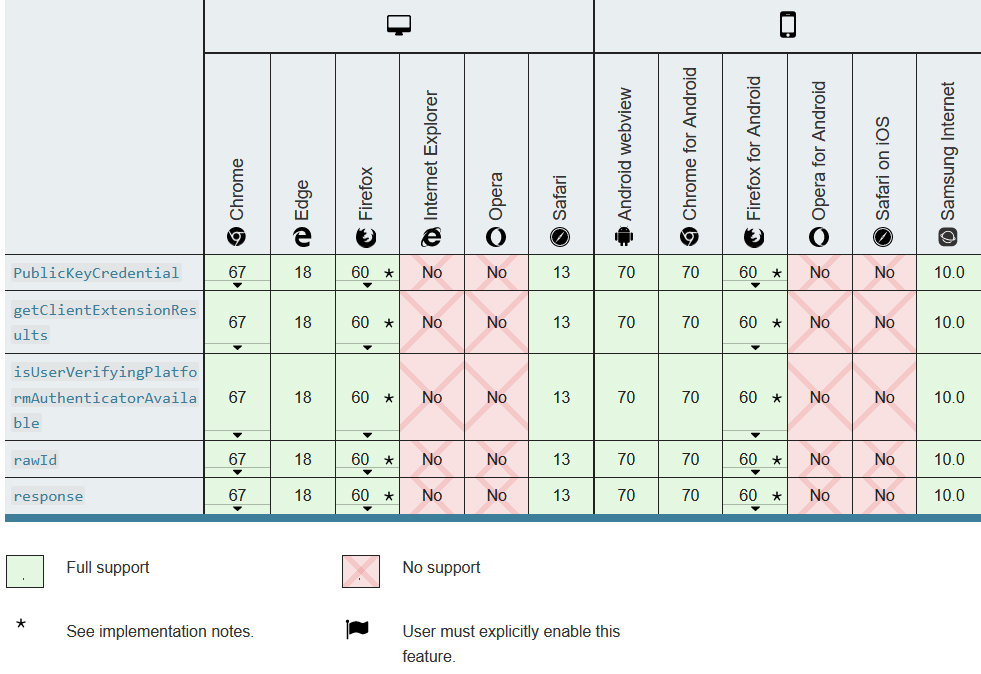 Chrome
Edge
Firefox
Internet Explorer
Opera
Safari
Android webview
Chrome for Android
Firefox for Android
Opera for Android
Safari on iOS
Samsung Internet
PublicKeyCredential 67 18 60 * No No 13 70 70 60 * No No 10.0
getClientExtensionRes
ults
67 18 60 * No No 13 70 70 60 * No No 10.0
isUserVerifyingPlatfo
rmAuthenticatorAvaila
ble
67 18 60 * No No 13 70 70 60 * No No 10.0
rawId 67 18 60 * No No 13 70 70 60 * No No 10.0
response 67 18 60 * No No 13 70 70 60 * No No 10.0
Full support
No support
* See implementation notes.
User must explicitly enable this
feature.